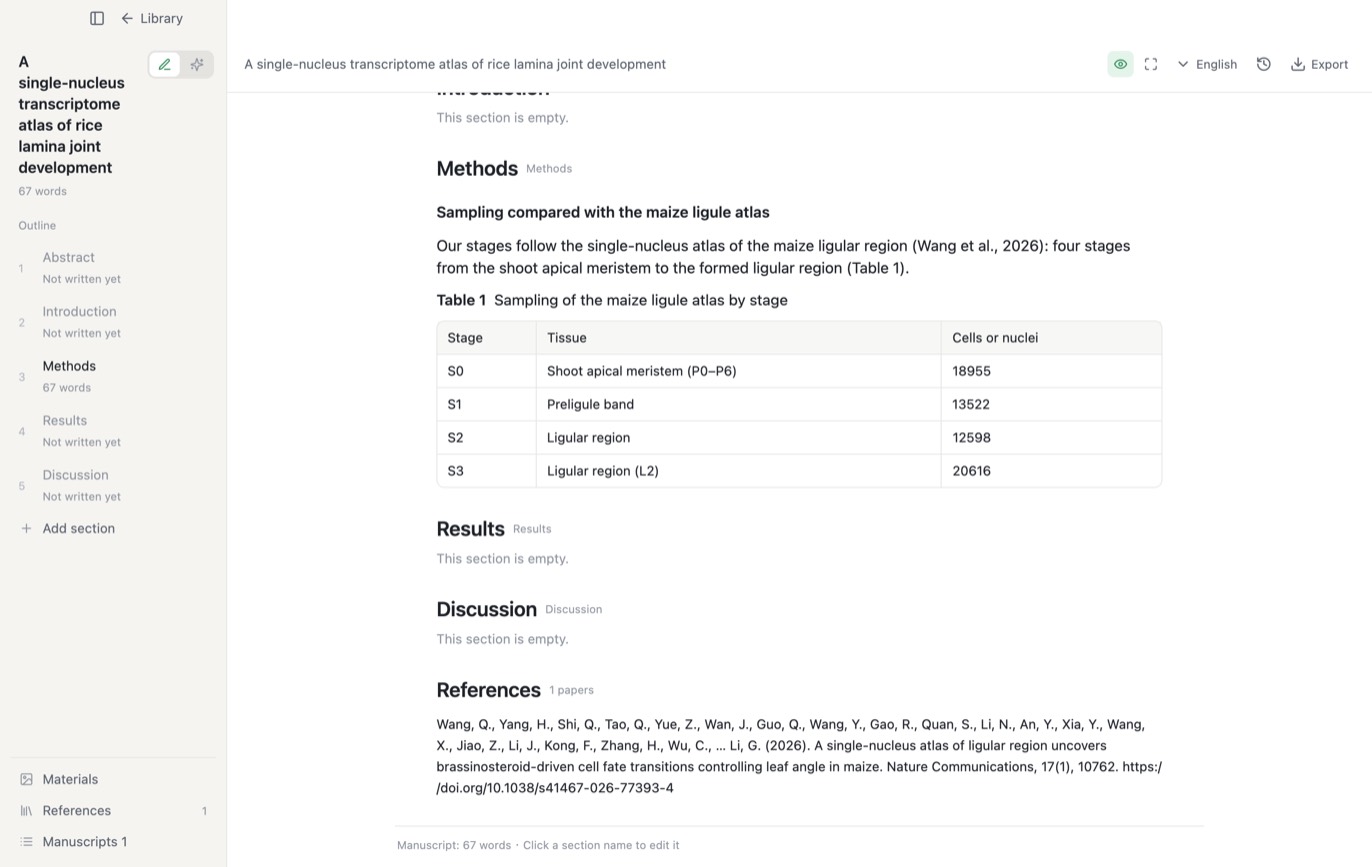 Library
A
single-nucleus
transcriptome
atlas of rice
lamina joint
development
67 words
Outline
1
Abstract
Not written yet
2
Introduction
Not written yet
3
Methods
67 words
4
Results
Not written yet
5
Discussion
Not written yet
Add section
Materials
References 1
Manuscripts 1
A single-nucleus transcriptome atlas of rice lamina joint development
English
Export
Introduction
This section is empty.
Methods Methods
Sampling compared with the maize ligule atlas
Our stages follow the single-nucleus atlas of the maize ligular region (Wang et al., 2026): four stages
from the shoot apical meristem to the formed ligular region (Table 1).
Table 1 Sampling of the maize ligule atlas by stage
Stage Tissue Cells or nuclei
S0 Shoot apical meristem (P0–P6) 18955
S1 Preligule band 13522
S2 Ligular region 12598
S3 Ligular region (L2) 20616
Results Results
This section is empty.
Discussion Discussion
This section is empty.
References 1 papers
Wang, Q., Yang, H., Shi, Q., Tao, Q., Yue, Z., Wan, J., Guo, Q., Wang, Y., Gao, R., Quan, S., Li, N., An, Y., Xia, Y., Wang,
X., Jiao, Z., Li, J., Kong, F., Zhang, H., Wu, C., ... Li, G. (2026). A single-nucleus atlas of ligular region uncovers
brassinosteroid-driven cell fate transitions controlling leaf angle in maize. Nature Communications, 17(1), 10762. https:/
/doi.org/10.1038/s41467-026-77393-4
Manuscript: 67 words · Click a section name to edit it